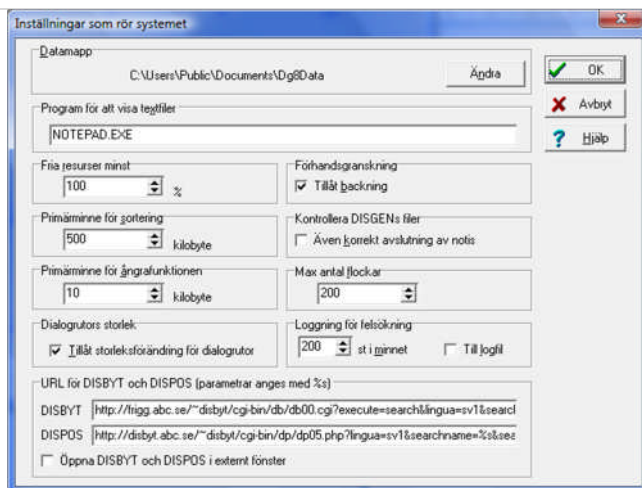 Inställningar som rör systemet
Datamapp
C:\Users\Public\Documents\Dg8Data
Ändra
OK
Avbryt
Hjälp
Program för att visa textfiler
NOTEPAD.EXE
Fria resurser minst
100 %
Förhandsgranskning
Tillåt backning
Primärminne för sortering
500 kilobyte
Kontrollera DISGENs filer
Även korrekt avslutning av notis
Primärminne för ångrafunktionen
10 kilobyte
Max antal flockar
200
Dialogrutors storlek
Tillåt storleksförändring för dialogrutor
Loggning för felsökning
200 st i minnet Till logfil
URL för DISBYT och DISPOS (parametrar anges med %s)
DISBYT http://frigg.abc.se/~disbyt/cgi-bin/db/db00.cgi?execute=search&lingua=sv1&searcl
DISPOS http://disbyt.abc.se/~disbyt/cgi-bin/dp/dp05.php?lingua=sv1&searchname=%s&sea
Öppna DISBYT och DISPOS i externt fönster